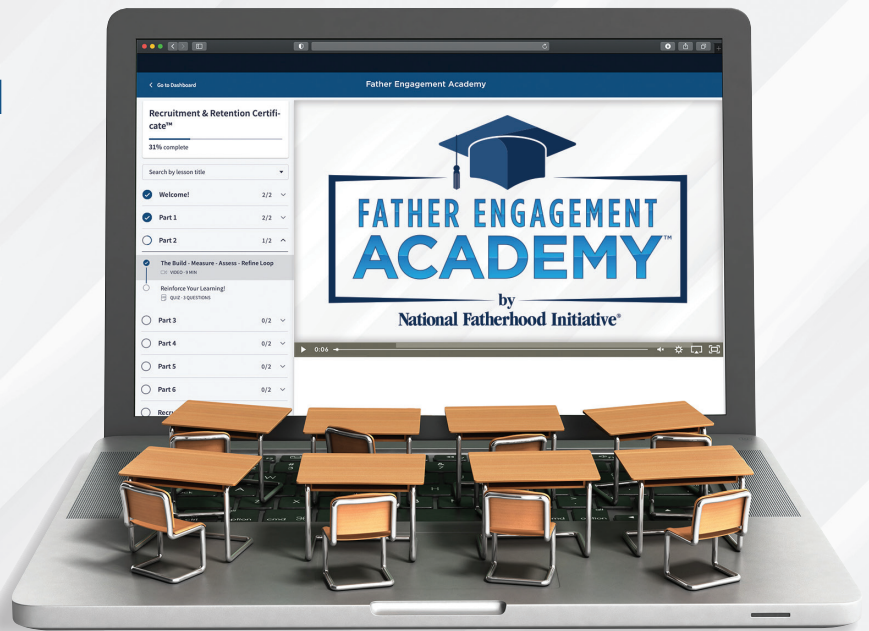 Go to Dashboard
Father Engagement Academy
Recruitment & Retention Certifi-
cate™
31% complete
Search by lesson title
Welcome! 2/2
Part 1 2/2
Part 2 1/2
The Build - Measure - Assess - Refine Loop
VIDEO · 9 MIN
Reinforce Your Learning!
QUIZ · 3 QUESTIONS
Part 3 0/2
Part 4 0/2
Part 5 0/2
Part 6 0/2
FATHER ENGAGEMENT
ACADEMY™
by
National Fatherhood Initiative®
0:06
option cmd
option